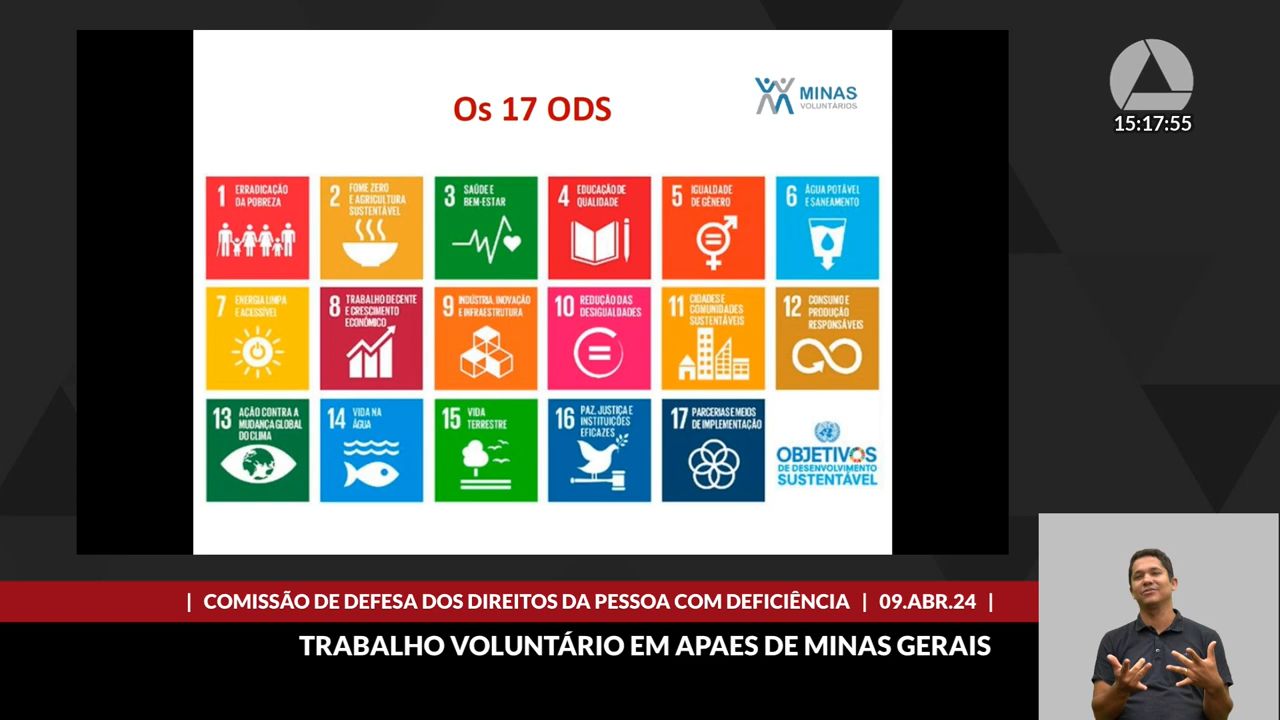 Os 17 ODS
MINAS
VOLUNTÁRIOS
15:17:55
1 ERRADICAÇÃO
DA POBREZA
2 FOME ZERO
E AGRICULTURA
SUSTENTÁVEL
3 SAÚDE E
BEM-ESTAR
4 EDUCAÇÃO DE
QUALIDADE
5 IGUALDADE
DE GÊNERO
6 ÁGUA POTÁVEL
E SANEAMENTO
7 ENERGIA LIMPA
E ACESSÍVEL
8 TRABALHO DECENTE
E CRESCIMENTO
ECONÔMICO
9 INDÚSTRIA, INOVAÇÃO
E INFRAESTRUTURA
10 REDUÇÃO DAS
DESIGUALDADES
11 CIDADES E
COMUNIDADES
SUSTENTÁVEIS
12 CONSUMO E
PRODUÇÃO
RESPONSÁVEIS
13 AÇÃO CONTRA A
MUDANÇA GLOBAL
DO CLIMA
14 VIDA NA
ÁGUA
15 VIDA
TERRESTRE
16 PAZ, JUSTIÇA E
INSTITUIÇÕES
EFICAZES
17 PARCERIAS E MEIOS
DE IMPLEMENTAÇÃO
OBJETIVOS
DE DESENVOLVIMENTO
SUSTENTÁVEL
| COMISSÃO DE DEFESA DOS DIREITOS DA PESSOA COM DEFICIÊNCIA | 09.ABR.24 |
TRABALHO VOLUNTÁRIO EM APAES DE MINAS GERAIS